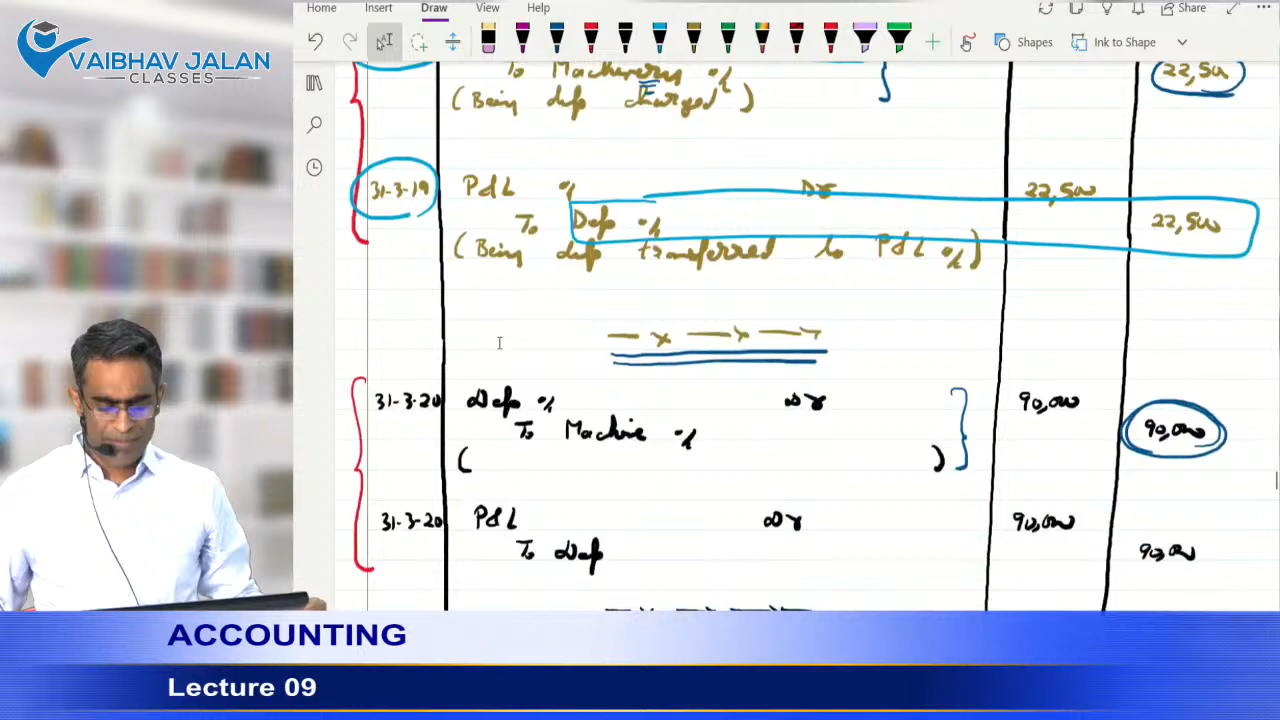 VAIBHAV JALAN
CLASSES
Home Insert Draw View Help
Share
Shapes Ink to Shape
To Machinery a/c 22,500
(Being dep charged)
31-3-19 P&L a/c Dr 22,500
To Dep a/c 22,500
(Being dep transferred to P&L a/c)
31-3-20 Dep a/c Dr 90,000
To Machine a/c 90,000
( )
31-3-20 P&L Dr 90,000
To Dep 90,000
ACCOUNTING
Lecture 09